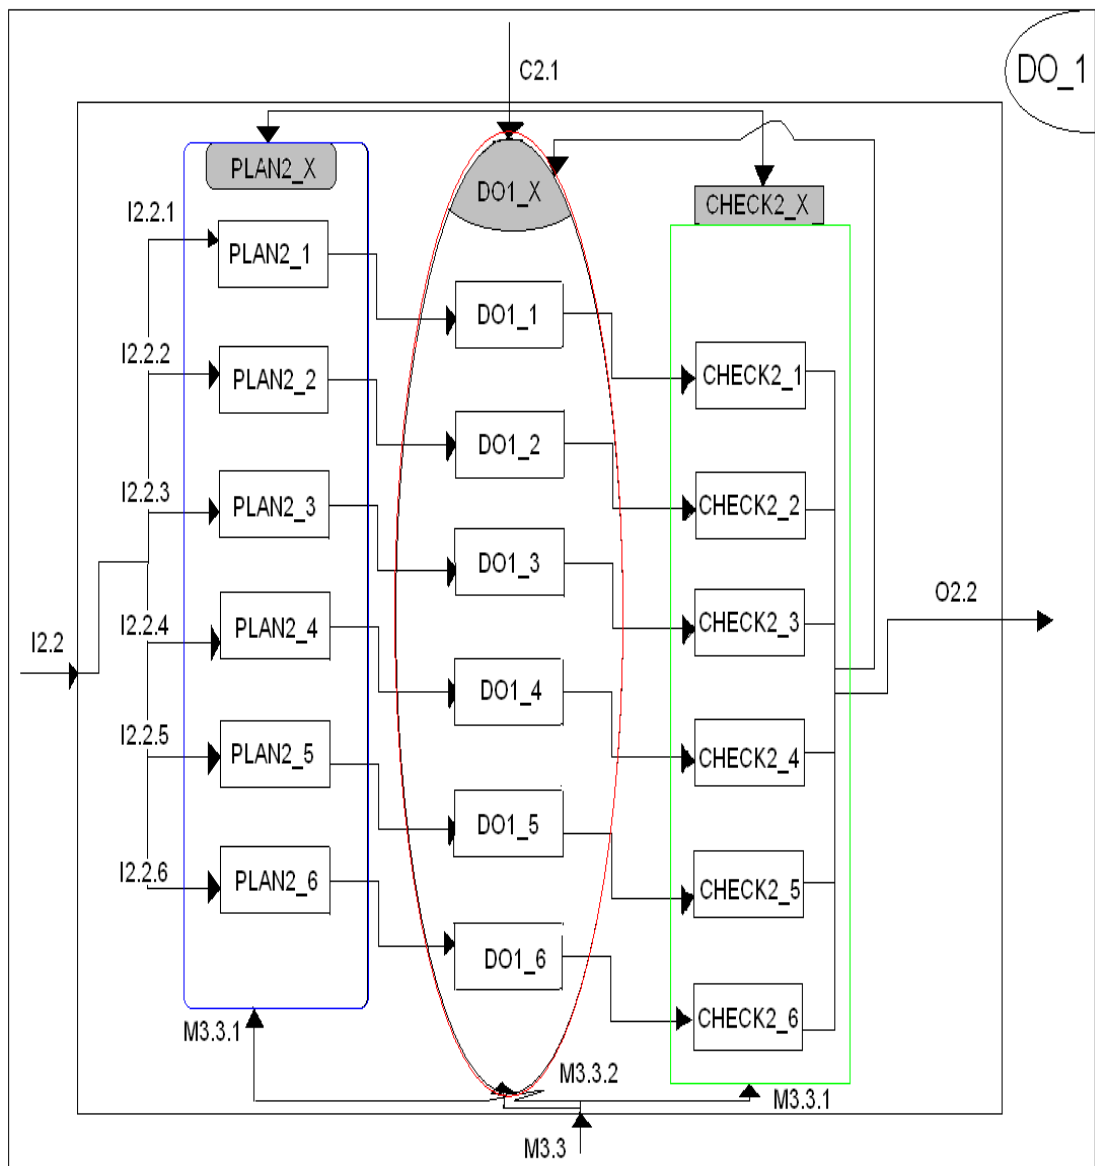 C2.1
DO_1
PLAN2_X
DO1_X
CHECK2_X
I2.2.1
PLAN2_1
DO1_1
I2.2.2
PLAN2_2
CHECK2_1
DO1_2
I2.2.3
PLAN2_3
CHECK2_2
DO1_3
O2.2
I2.2
I2.2.4
PLAN2_4
CHECK2_3
DO1_4
I2.2.5
PLAN2_5
CHECK2_4
DO1_5
I2.2.6
PLAN2_6
CHECK2_5
DO1_6
CHECK2_6
M3.3.1
M3.3.2
M3.3.1
M3.3